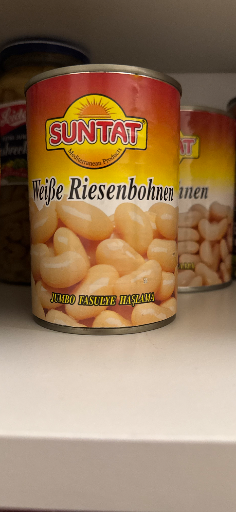 SUNTAT
Mediterranean Products
Weiße Riesenbohnen
JUMBO FASULYE HAŞLAMA